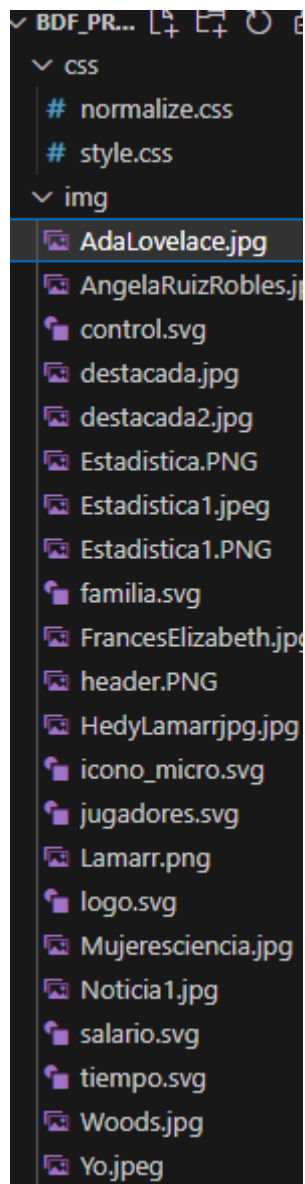 BDF_PR...
css
# normalize.css
# style.css
img
AdaLovelace.jpg
AngelaRuizRobles.jp
control.svg
destacada.jpg
destacada2.jpg
Estadistica.PNG
Estadistica1.jpeg
Estadistica1.PNG
familia.svg
FrancesElizabeth.jpg
header.PNG
HedyLamarrjpg.jpg
icono_micro.svg
jugadores.svg
Lamarr.png
logo.svg
Mujeresciencia.jpg
Noticia1.jpg
salario.svg
tiempo.svg
Woods.jpg
Yo.jpeg